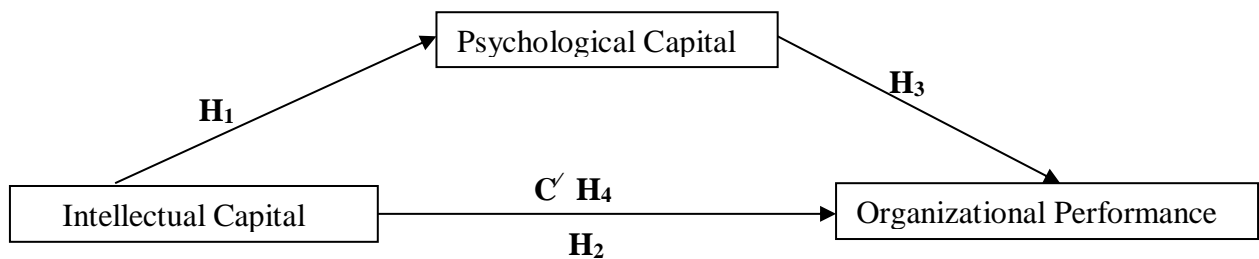 Psychological Capital
H₁
H₃
C′ H₄
Intellectual Capital
Organizational Performance
H₂